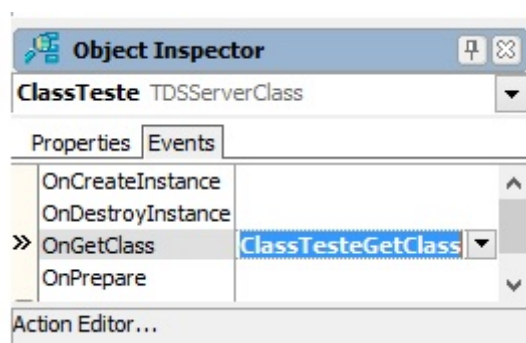 Object Inspector
ClassTeste TDSServerClass
Properties Events
OnCreateInstance
OnDestroyInstance
» OnGetClass ClassTesteGetClass
OnPrepare
Action Editor...